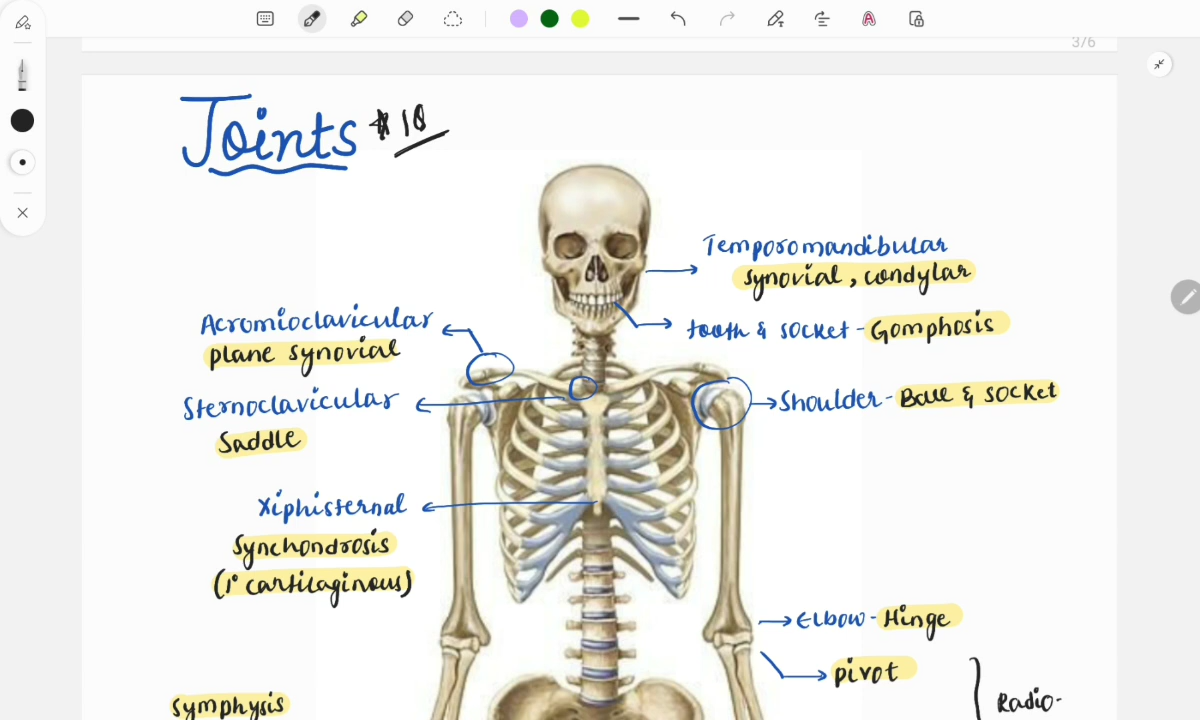 3/6
Joints * 10
Temporomandibular
synovial, condylar
Acromioclavicular
plane synovial
tooth & socket - Gomphosis
Sternoclavicular
Saddle
Shoulder - Ball & socket
Xiphisternal
Synchondrosis
(1° cartilaginous)
Elbow - Hinge
pivot
symphysis
Radio-